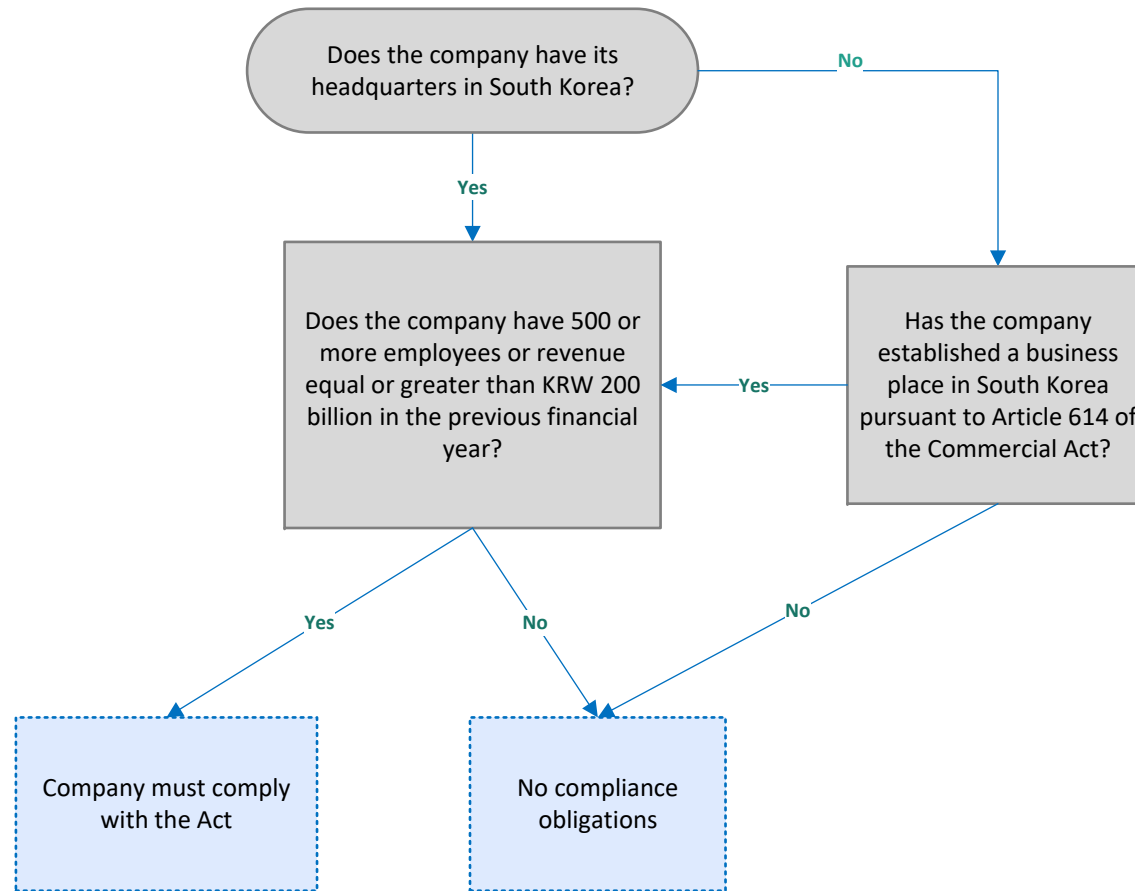 Does the company have its
headquarters in South Korea?
No
Yes
Does the company have 500 or
more employees or revenue
equal or greater than KRW 200
billion in the previous financial
year?
Yes
Has the company
established a business
place in South Korea
pursuant to Article 614 of
the Commercial Act?
Yes
No
No
Company must comply
with the Act
No compliance
obligations